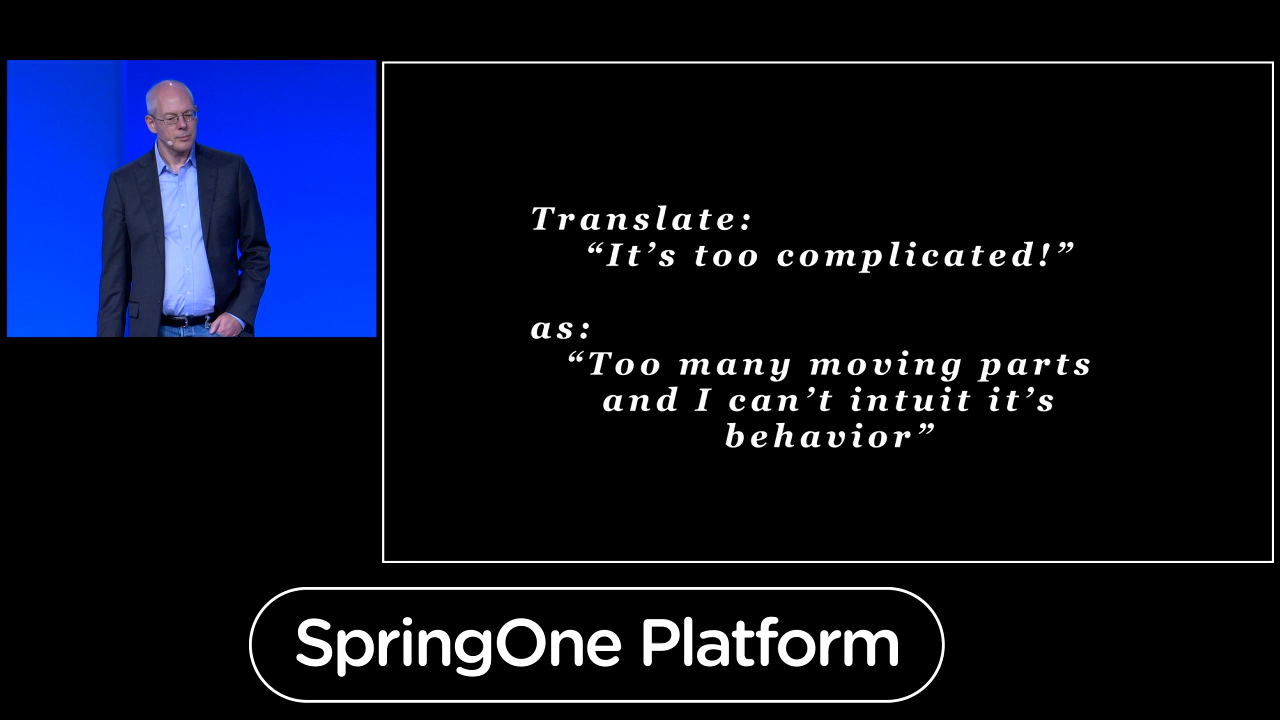 Translate:
“It’s too complicated!”
as:
“Too many moving parts
and I can’t intuit it’s
behavior”
SpringOne Platform